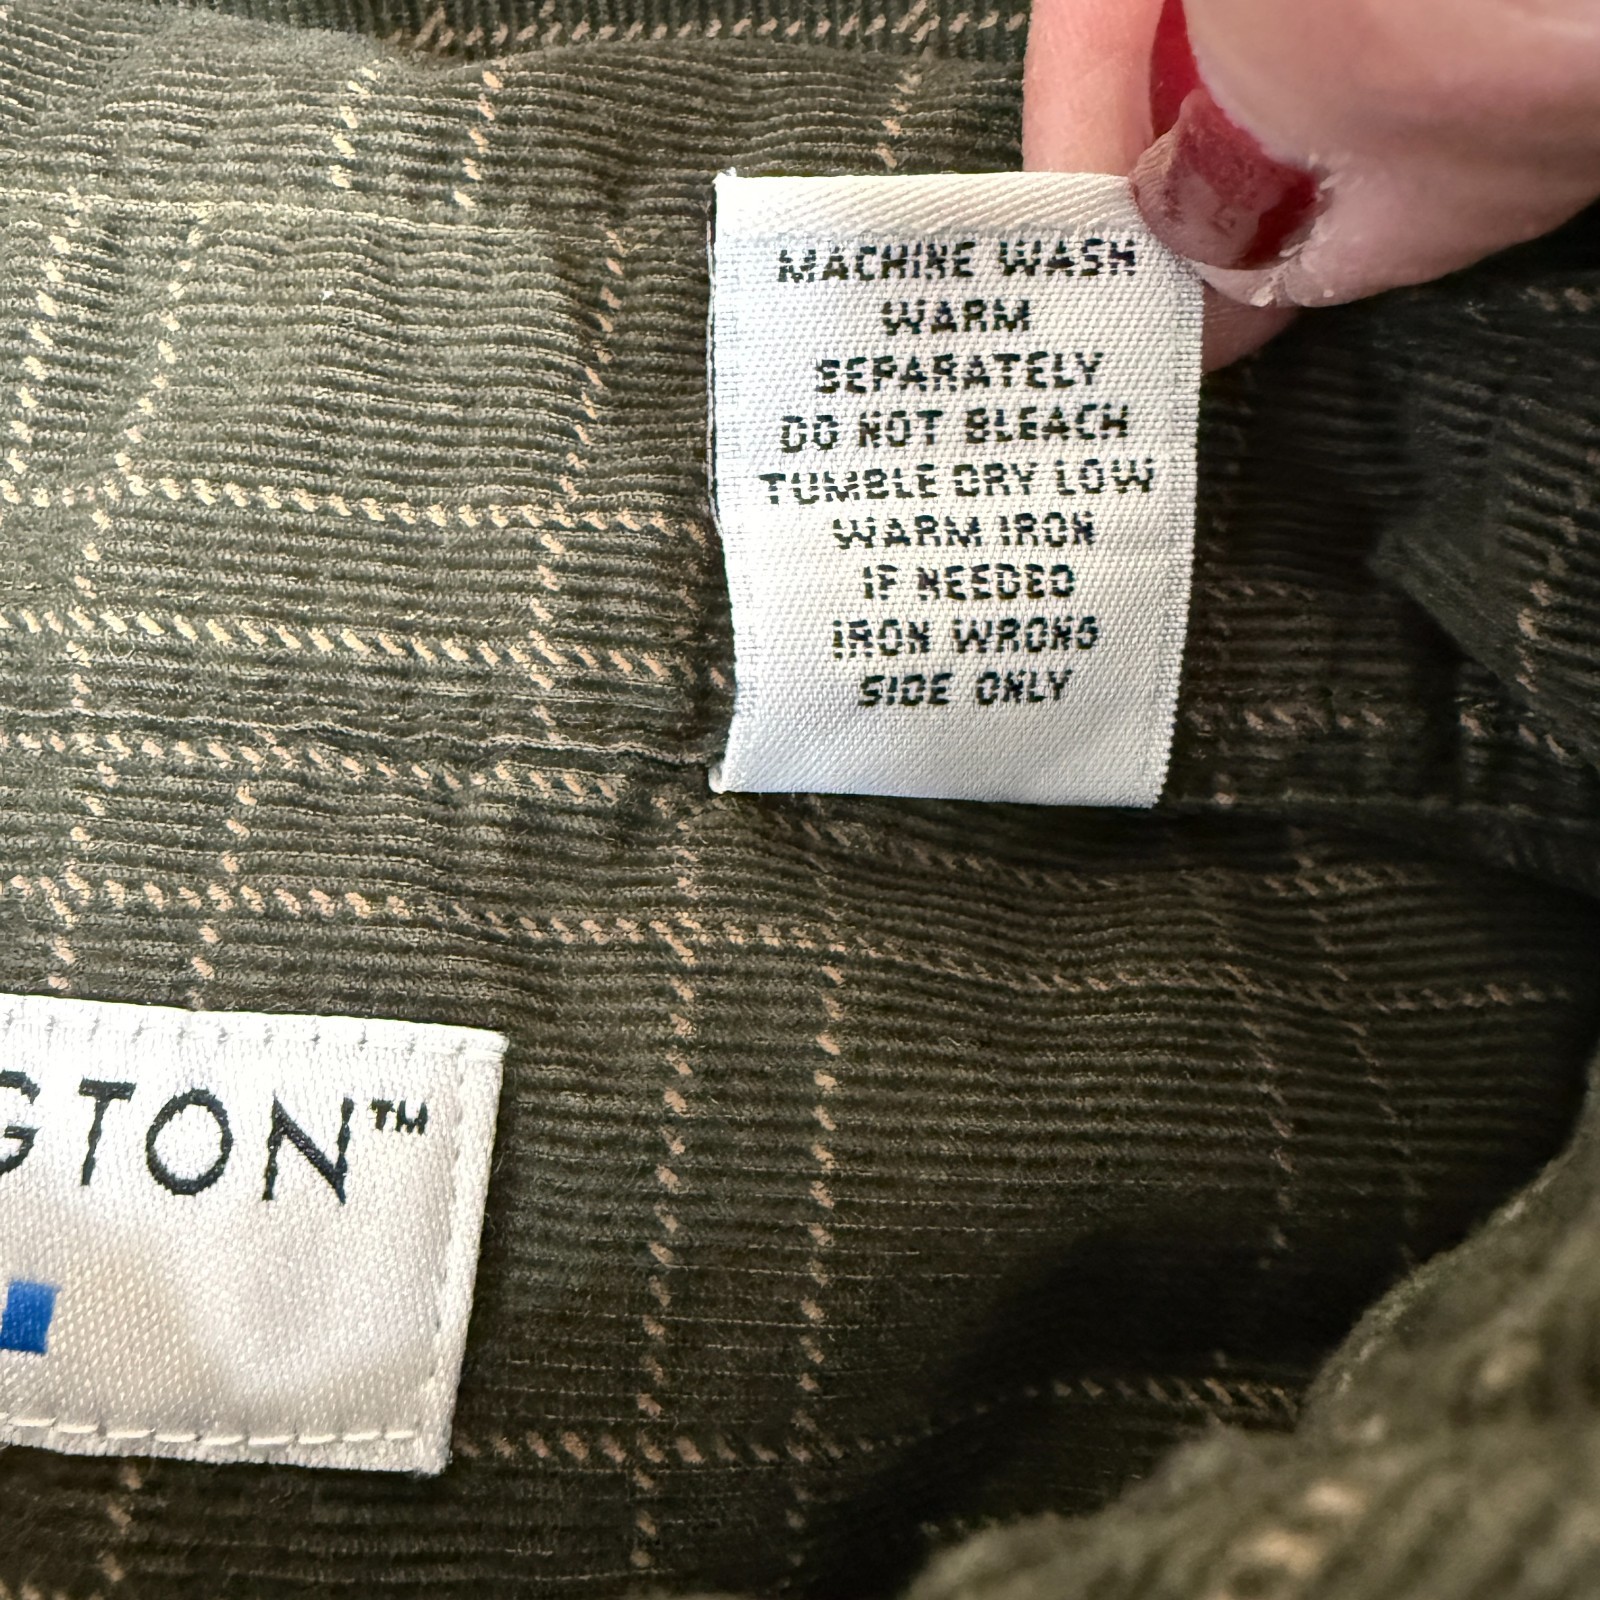 MACHINE WASH
WARM
SEPARATELY
DO NOT BLEACH
TUMBLE DRY LOW
WARM IRON
IF NEEDED
IRON WRONG
SIDE ONLY
GTON™